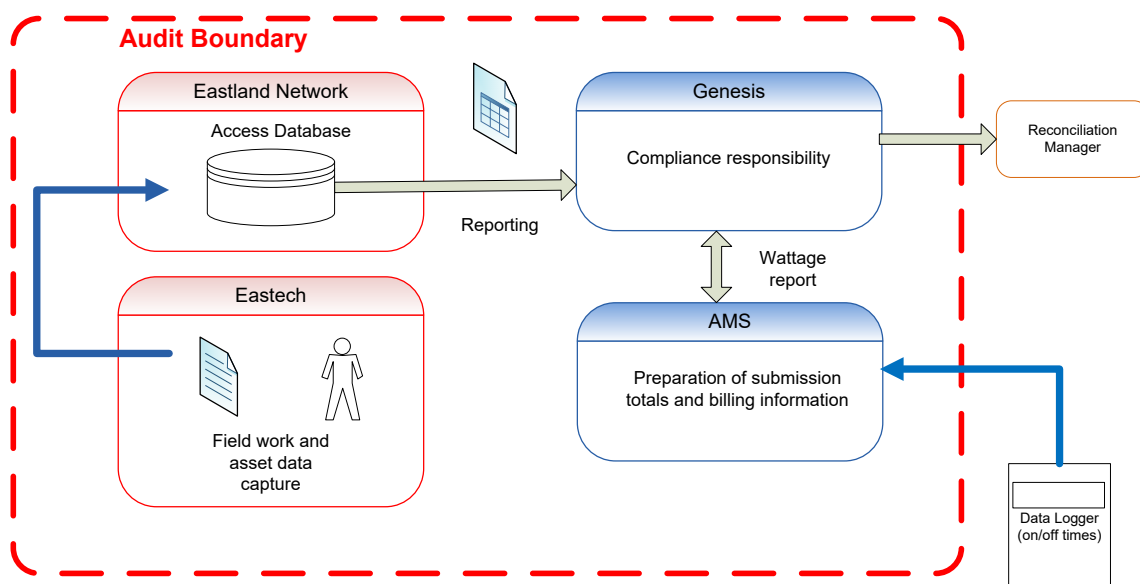 Audit Boundary
Eastland Network
Access Database
Reporting
Genesis
Compliance responsibility
Reconciliation
Manager
Wattage
report
Eastech
Field work and
asset data
capture
AMS
Preparation of submission
totals and billing information
Data Logger
(on/off times)